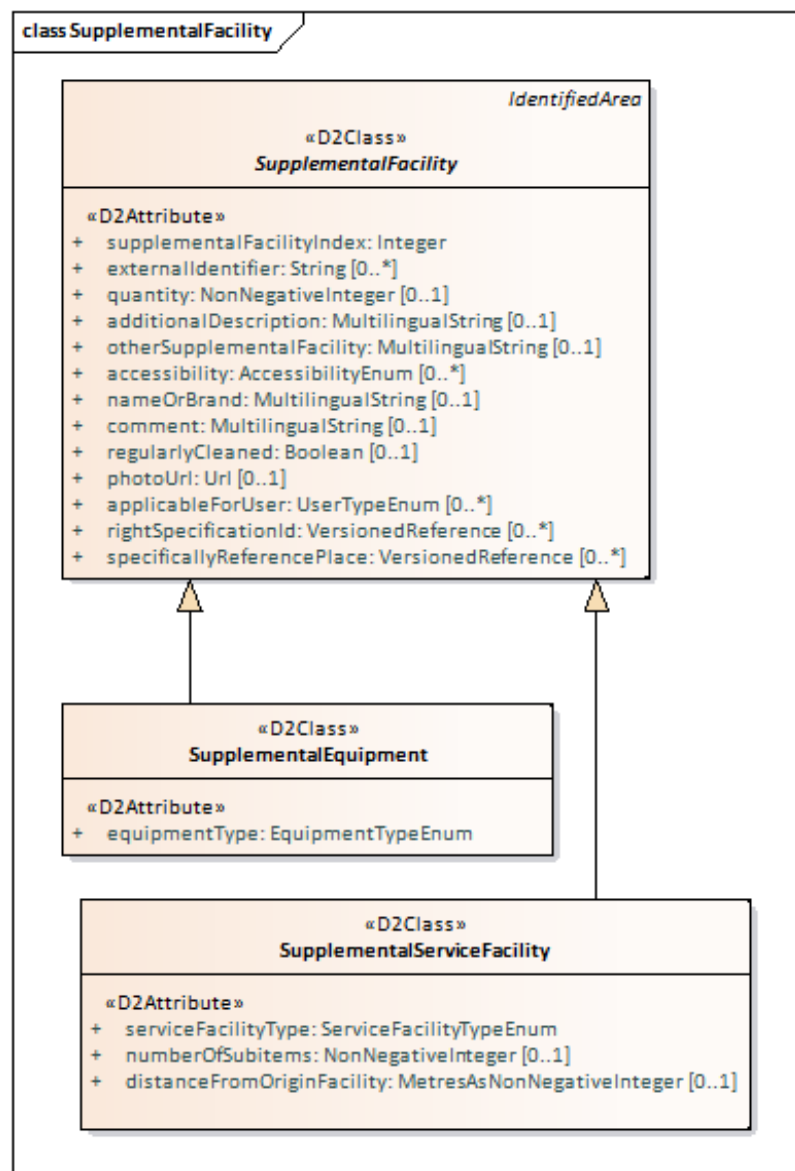 class SupplementalFacility
IdentifiedArea
«D2Class»
SupplementalFacility
«D2Attribute»
+ supplementalFacilityIndex: Integer
+ externalIdentifier: String [0..*]
+ quantity: NonNegativeInteger [0..1]
+ additionalDescription: MultilingualString [0..1]
+ otherSupplementalFacility: MultilingualString [0..1]
+ accessibility: AccessibilityEnum [0..*]
+ nameOrBrand: MultilingualString [0..1]
+ comment: MultilingualString [0..1]
+ regularlyCleaned: Boolean [0..1]
+ photoUrl: Url [0..1]
+ applicableForUser: UserTypeEnum [0..*]
+ rightSpecificationId: VersionedReference [0..*]
+ specificallyReferencePlace: VersionedReference [0..*]
«D2Class»
SupplementalEquipment
«D2Attribute»
+ equipmentType: EquipmentTypeEnum
«D2Class»
SupplementalServiceFacility
«D2Attribute»
+ serviceFacilityType: ServiceFacilityTypeEnum
+ numberOfSubitems: NonNegativeInteger [0..1]
+ distanceFromOriginFacility: MetresAsNonNegativeInteger [0..1]